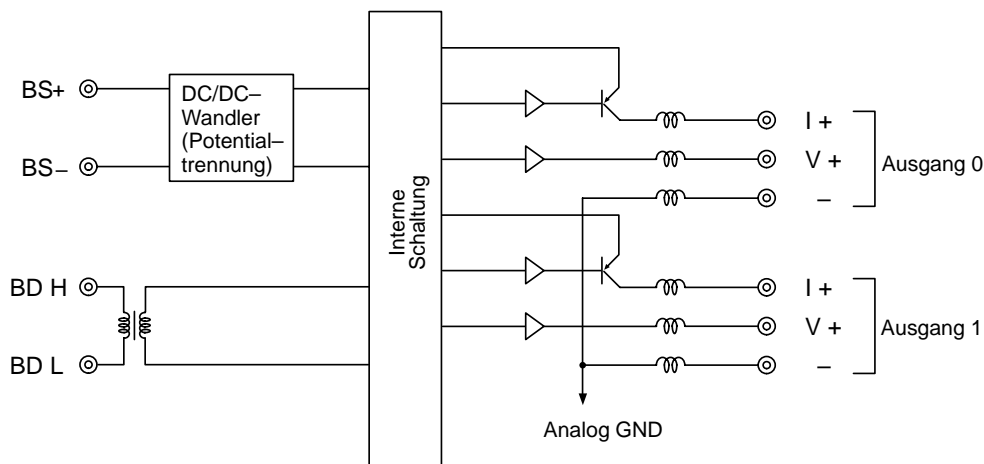 BS+
BS–
DC/DC–
Wandler
(Potential–
trennung)
BD H
BD L
Interne
Schaltung
I +
V +
–
Ausgang 0
I +
V +
–
Ausgang 1
Analog GND